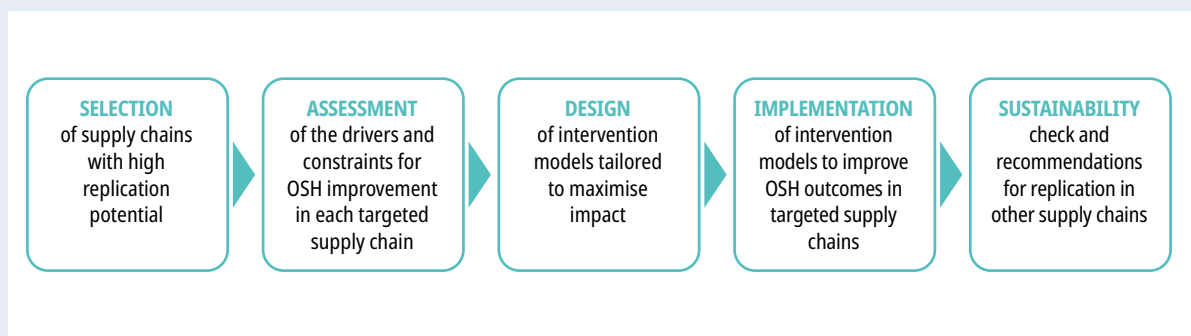 SELECTION
of supply chains
with high
replication
potential
ASSESSMENT
of the drivers and
constraints for
OSH improvement
in each targeted
supply chain
DESIGN
of intervention
models tailored
to maximise
impact
IMPLEMENTATION
of intervention
models to improve
OSH outcomes in
targeted supply
chains
SUSTAINABILITY
check and
recommendations
for replication in
other supply chains